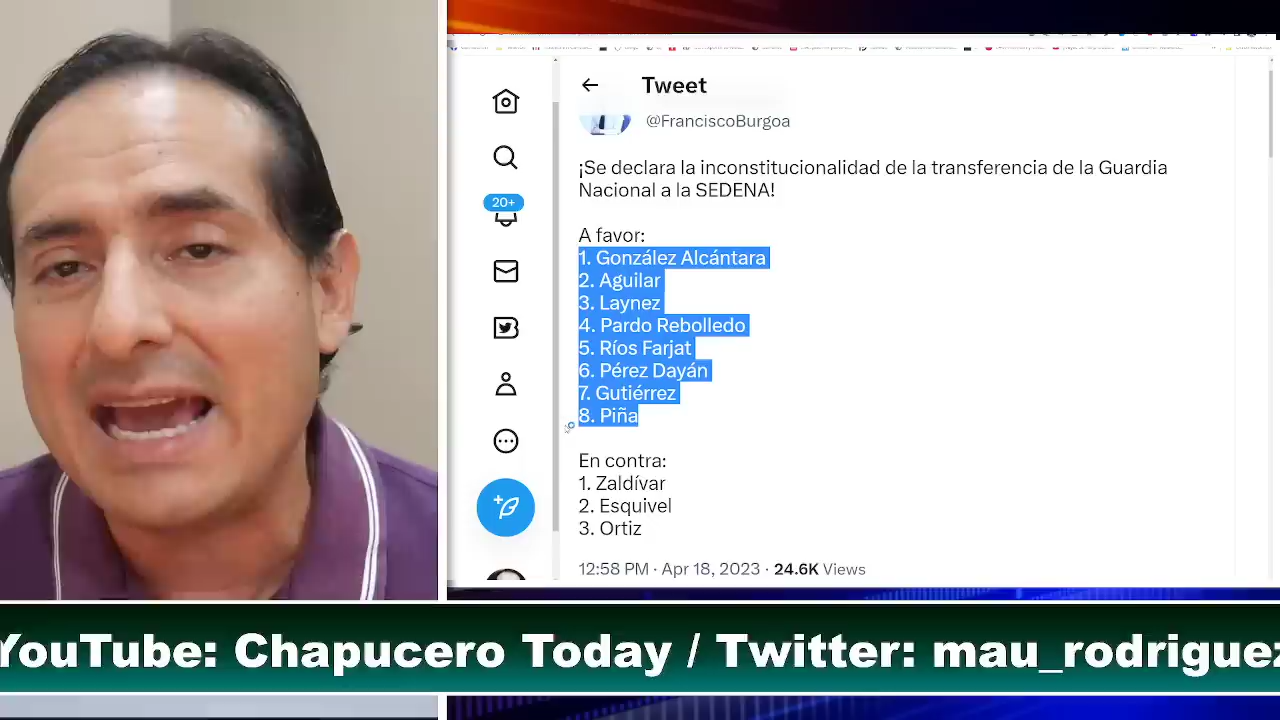 Tweet
@FranciscoBurgoa
¡Se declara la inconstitucionalidad de la transferencia de la Guardia
Nacional a la SEDENA!
20+
A favor:
1. González Alcántara
2. Aguilar
3. Laynez
4. Pardo Rebolledo
5. Ríos Farjat
6. Pérez Dayán
7. Gutiérrez
8. Piña
En contra:
1. Zaldívar
2. Esquivel
3. Ortiz
12:58 PM · Apr 18, 2023 · 24.6K Views
YouTube: Chapucero Today / Twitter: mau_rodriguez